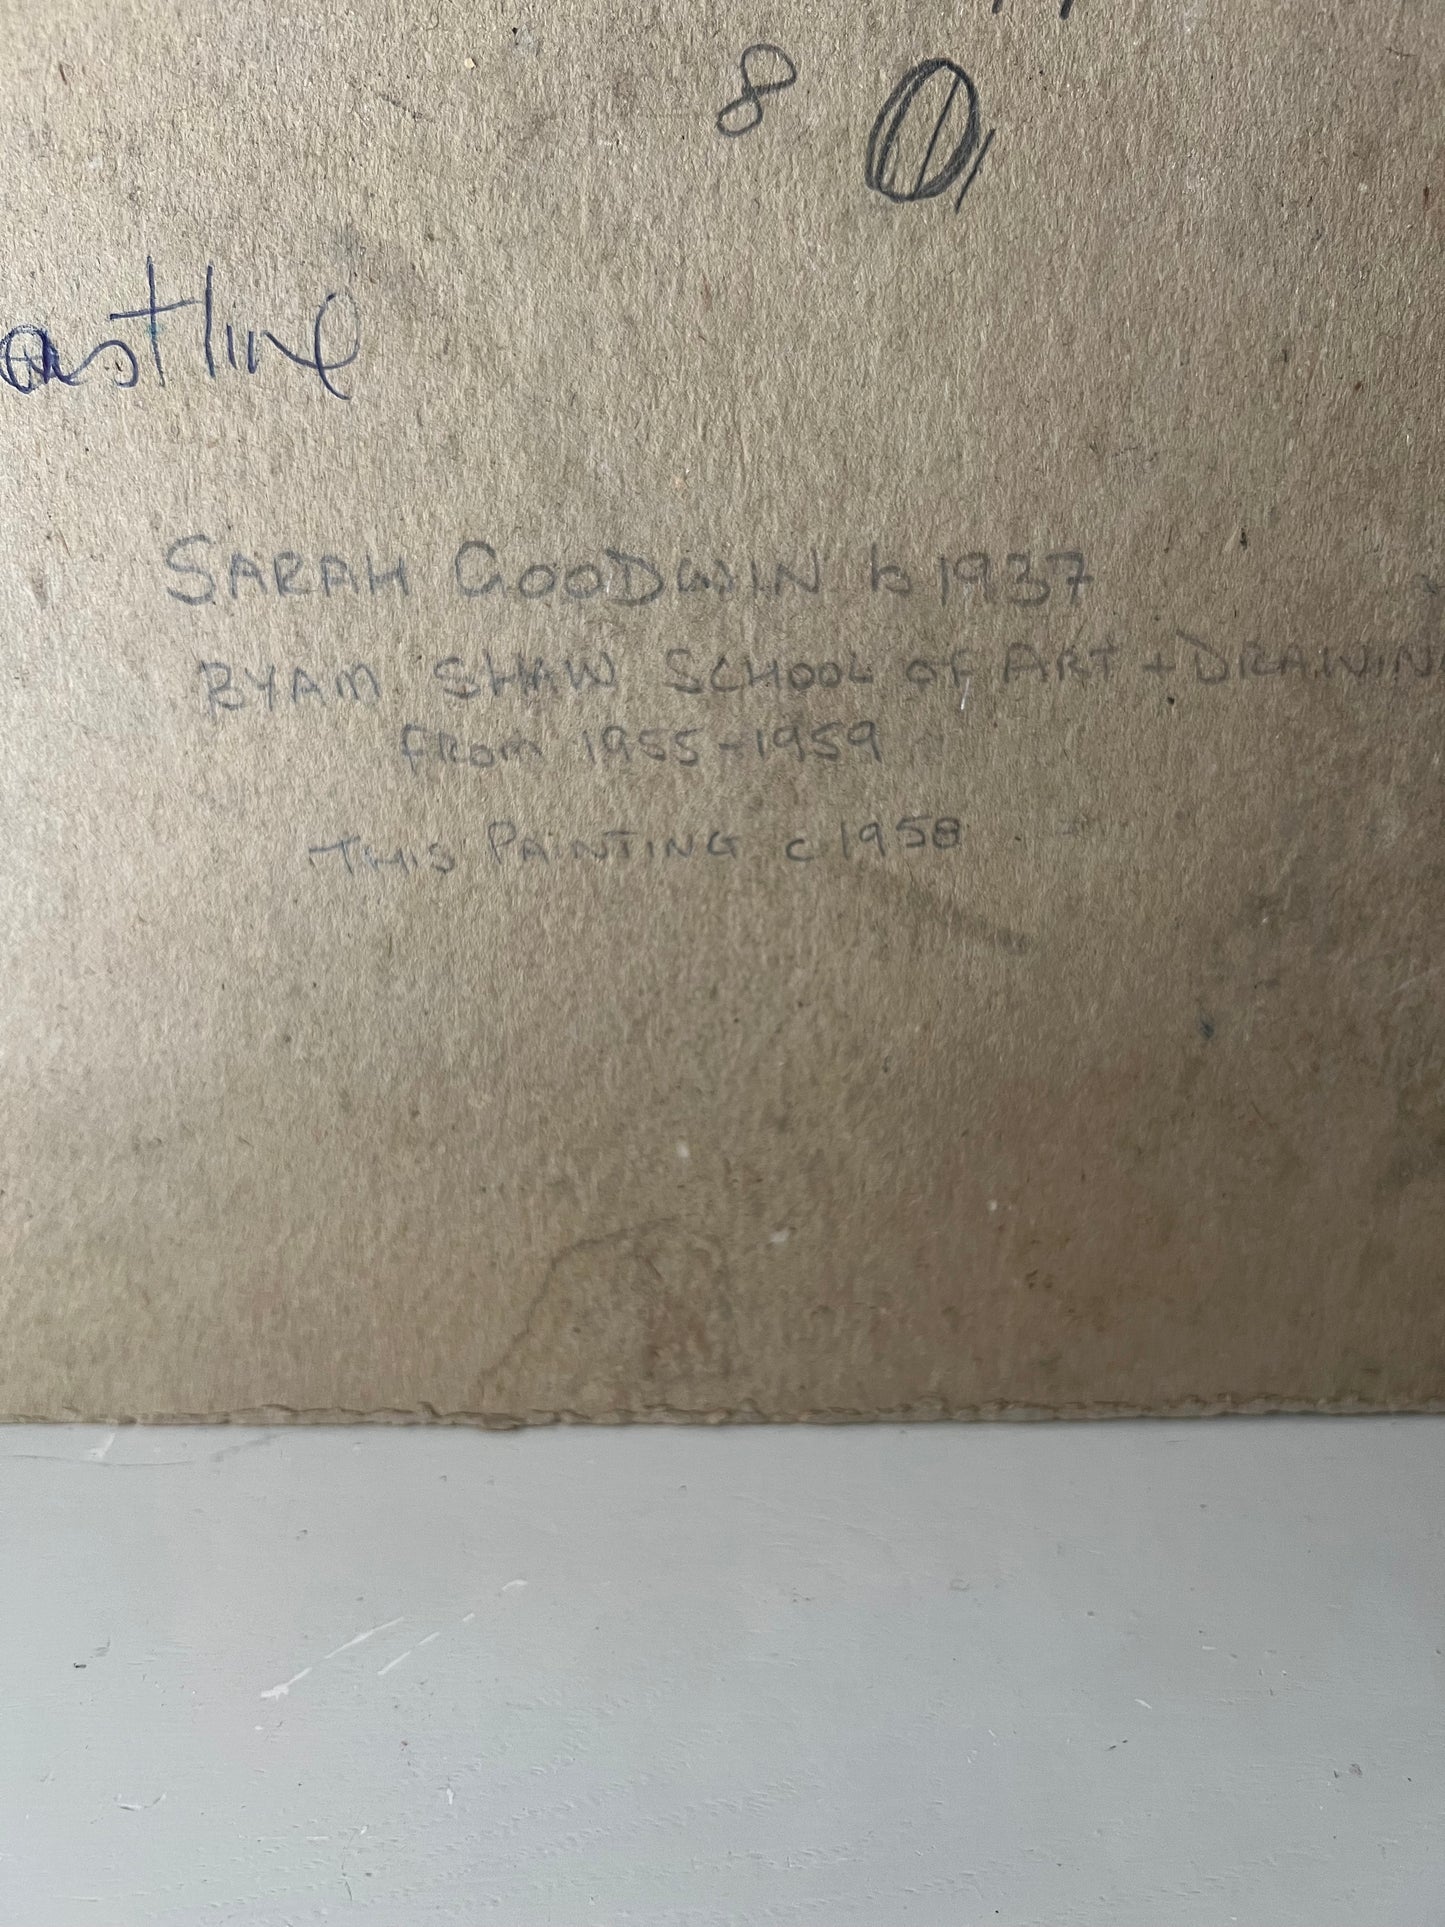 8 0
astline
SARAH GOODWIN b 1937
BYAM SHAW SCHOOL OF ART + DRAWIN
FROM 1955-1959
THIS PAINTING c 1958